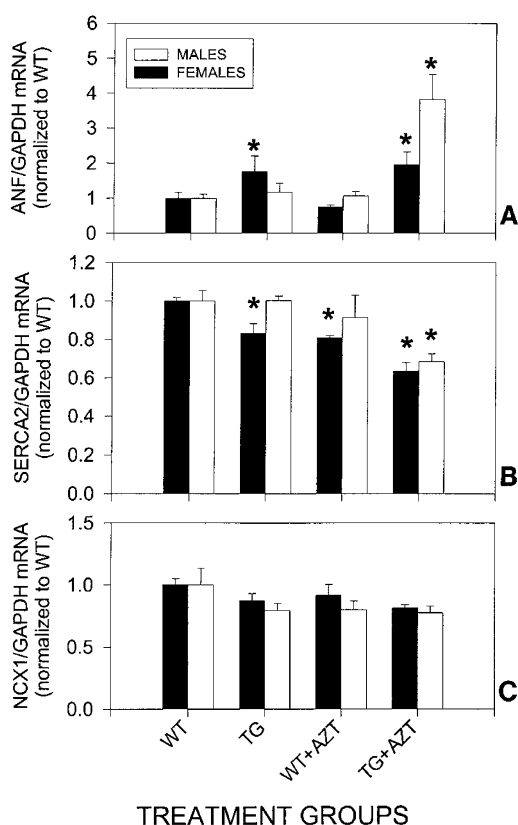 ANF/GAPDH mRNA
(normalized to WT)
6
5
4
3
2
1
0
MALES
FEMALES
*
*
*
A
SERCA2/GAPDH mRNA
(normalized to WT)
1.2
1.0
0.8
0.6
0.4
0.2
0.0
*
*
*
*
B
NCX1/GAPDH mRNA
(normalized to WT)
1.5
1.0
0.5
0.0
C
WT
TG
WT+AZT
TG+AZT
TREATMENT GROUPS